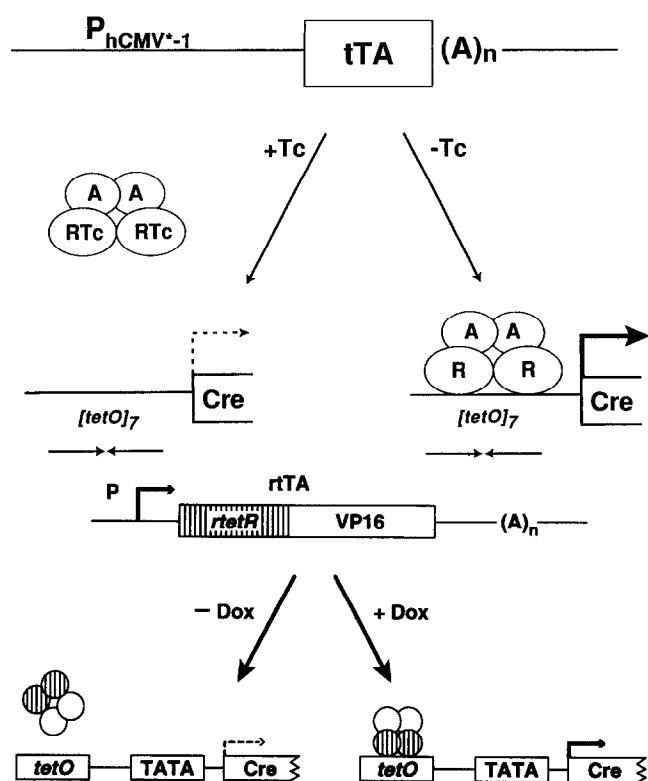 PhCMV*-1 tTA (A)n
+Tc -Tc
A A
RTc RTc
A A
R R
Cre Cre
[tetO]7 [tetO]7
rtTA
P
rtetR VP16 (A)n
− Dox + Dox
tetO TATA Cre tetO TATA Cre